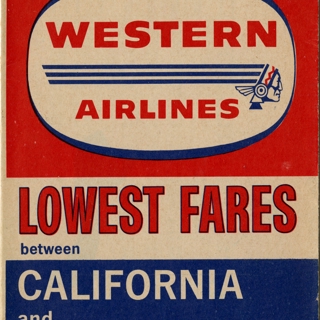 WESTERN
AIRLINES
LOWEST FARES
between
CALIFORNIA
and